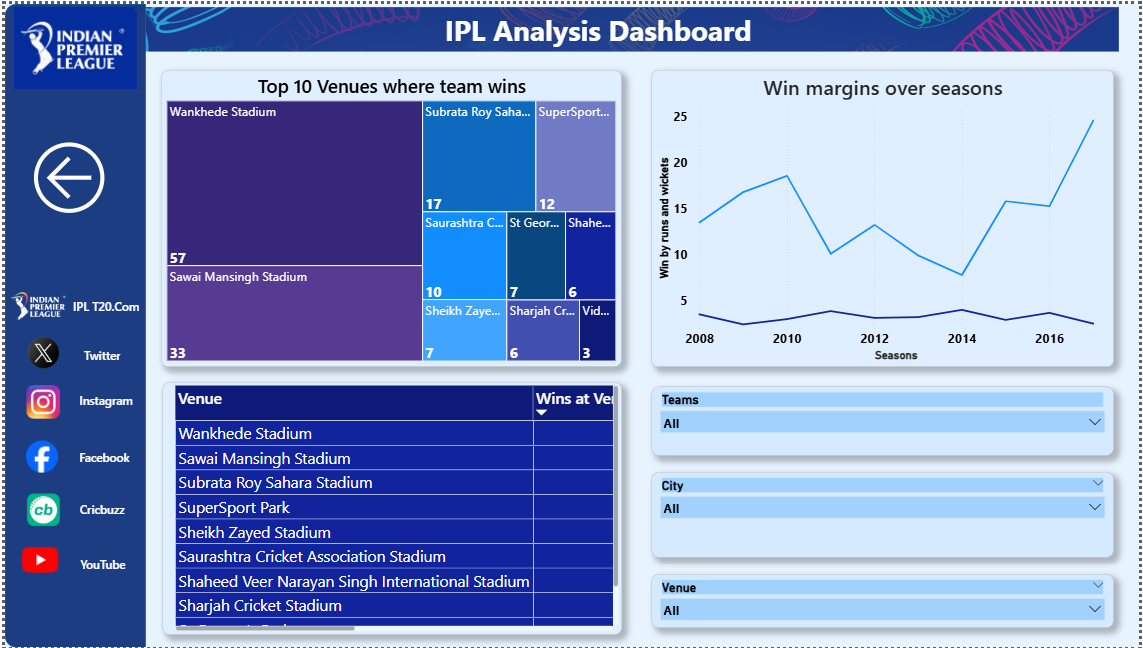 INDIAN
PREMIER
LEAGUE
IPL Analysis Dashboard
INDIAN
PREMIER
LEAGUE
IPL T20.Com
X
Twitter
Instagram
Facebook
cb
Cricbuzz
YouTube
Top 10 Venues where team wins
Wankhede Stadium
57
Sawai Mansingh Stadium
33
Subrata Roy Saha...
17
SuperSport...
12
Saurashtra C...
10
St Geor...
7
Shahe...
6
Sheikh Zaye...
7
Sharjah Cr...
6
Vid...
3
Win margins over seasons
Win by runs and wickets
25
20
15
10
5
2008 2010 2012 2014 2016
Seasons
Venue Wins at Ve
Wankhede Stadium
Sawai Mansingh Stadium
Subrata Roy Sahara Stadium
SuperSport Park
Sheikh Zayed Stadium
Saurashtra Cricket Association Stadium
Shaheed Veer Narayan Singh International Stadium
Sharjah Cricket Stadium
Teams
All
City
All
Venue
All